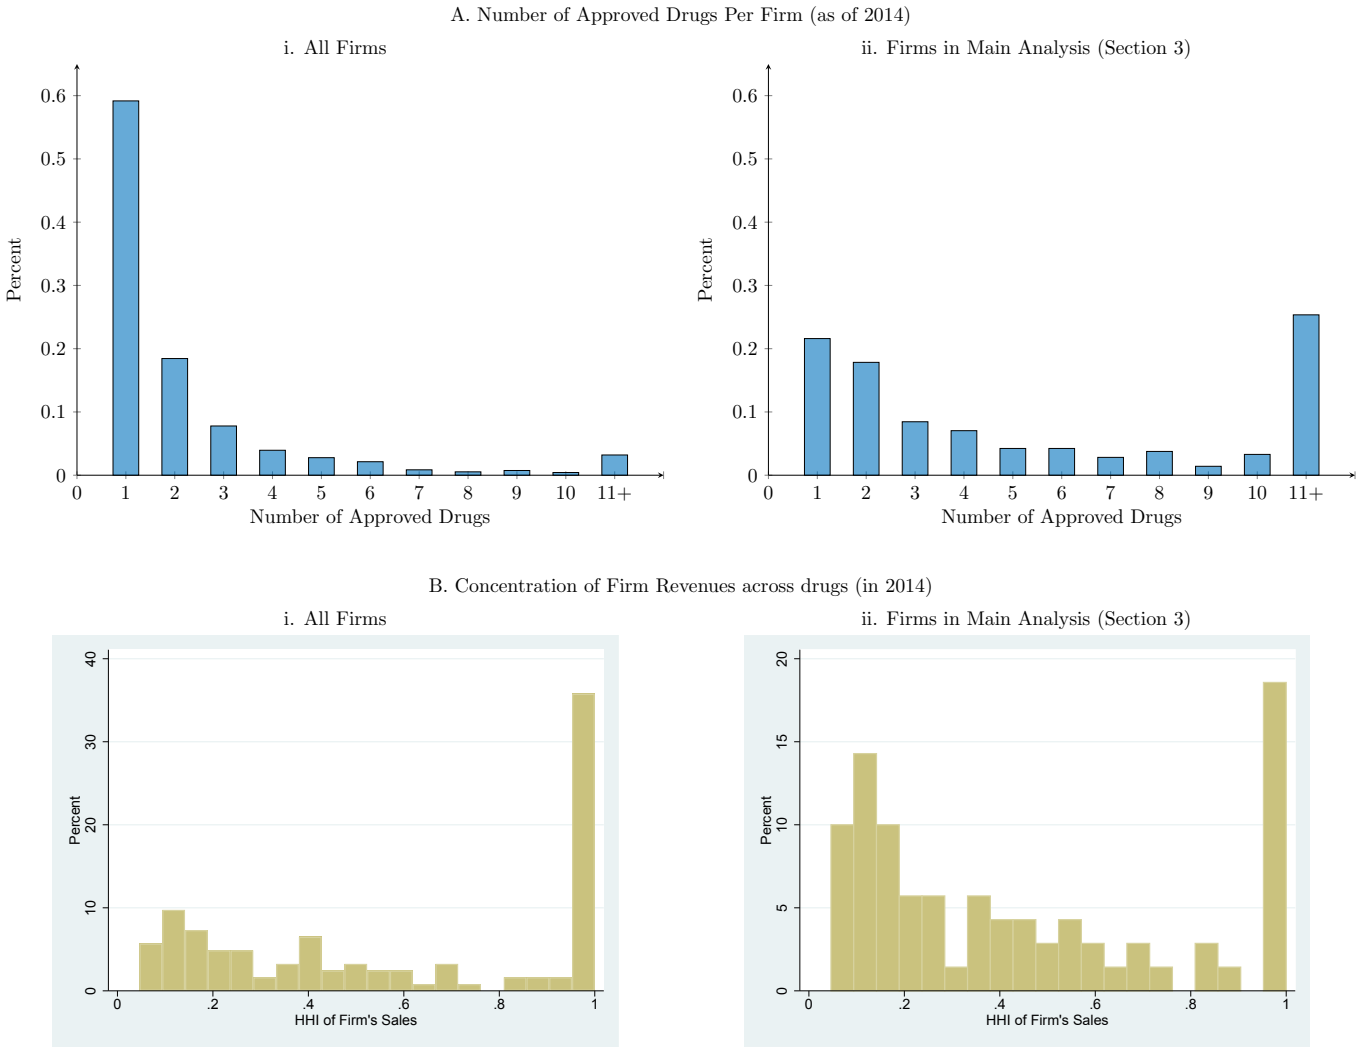 A. Number of Approved Drugs Per Firm (as of 2014)
i. All Firms
Percent
0.6
0.5
0.4
0.3
0.2
0.1
0
0 1 2 3 4 5 6 7 8 9 10 11+
Number of Approved Drugs
ii. Firms in Main Analysis (Section 3)
Percent
0.6
0.5
0.4
0.3
0.2
0.1
0
0 1 2 3 4 5 6 7 8 9 10 11+
Number of Approved Drugs
B. Concentration of Firm Revenues across drugs (in 2014)
i. All Firms
Percent
40
30
20
10
0
0 .2 .4 .6 .8 1
HHI of Firm's Sales
ii. Firms in Main Analysis (Section 3)
Percent
20
15
10
5
0
0 .2 .4 .6 .8 1
HHI of Firm's Sales